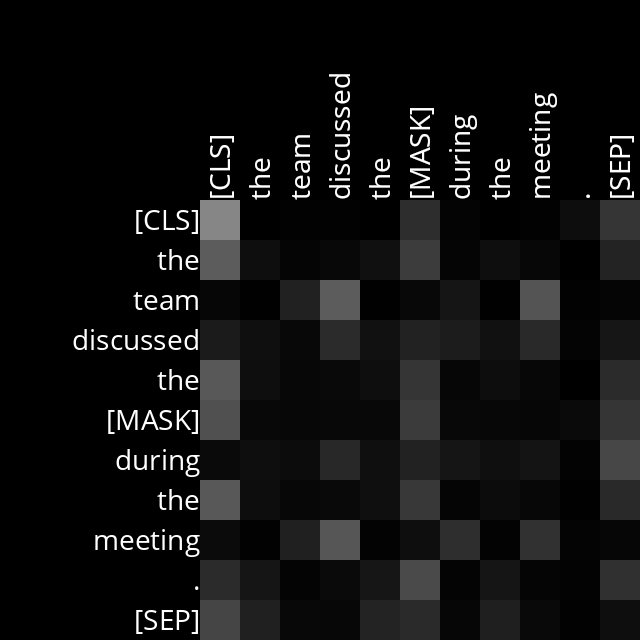 [CLS]
the
team
discussed
the
[MASK]
during
the
meeting
.
[SEP]
[CLS]
the
team
discussed
the
[MASK]
during
the
meeting
.
[SEP]